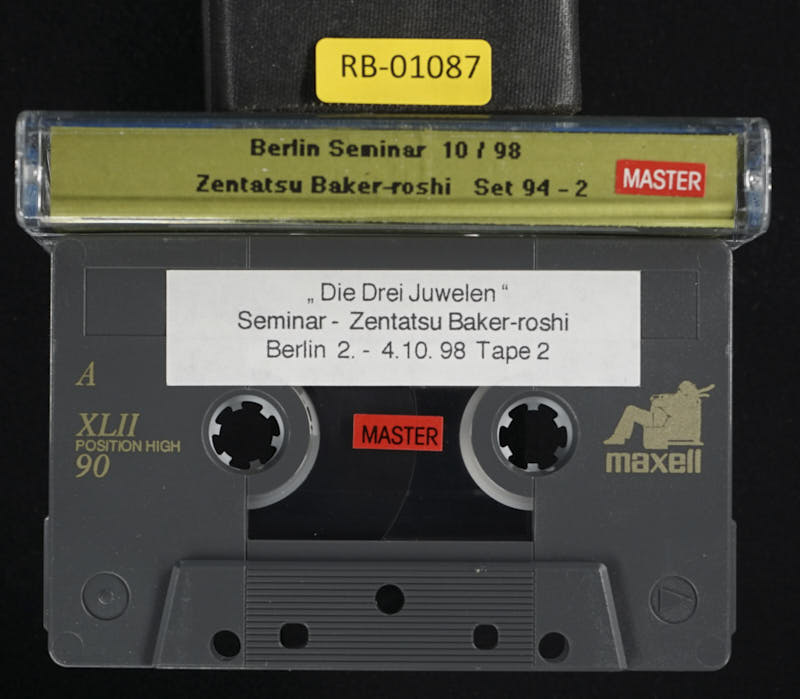 RB-01087
Berlin Seminar 10 / 98
Zentatsu Baker-roshi Set 94 - 2
MASTER
„ Die Drei Juwelen “
Seminar - Zentatsu Baker-roshi
Berlin 2. - 4.10. 98 Tape 2
A
XLII
POSITION HIGH
90
MASTER
maxell